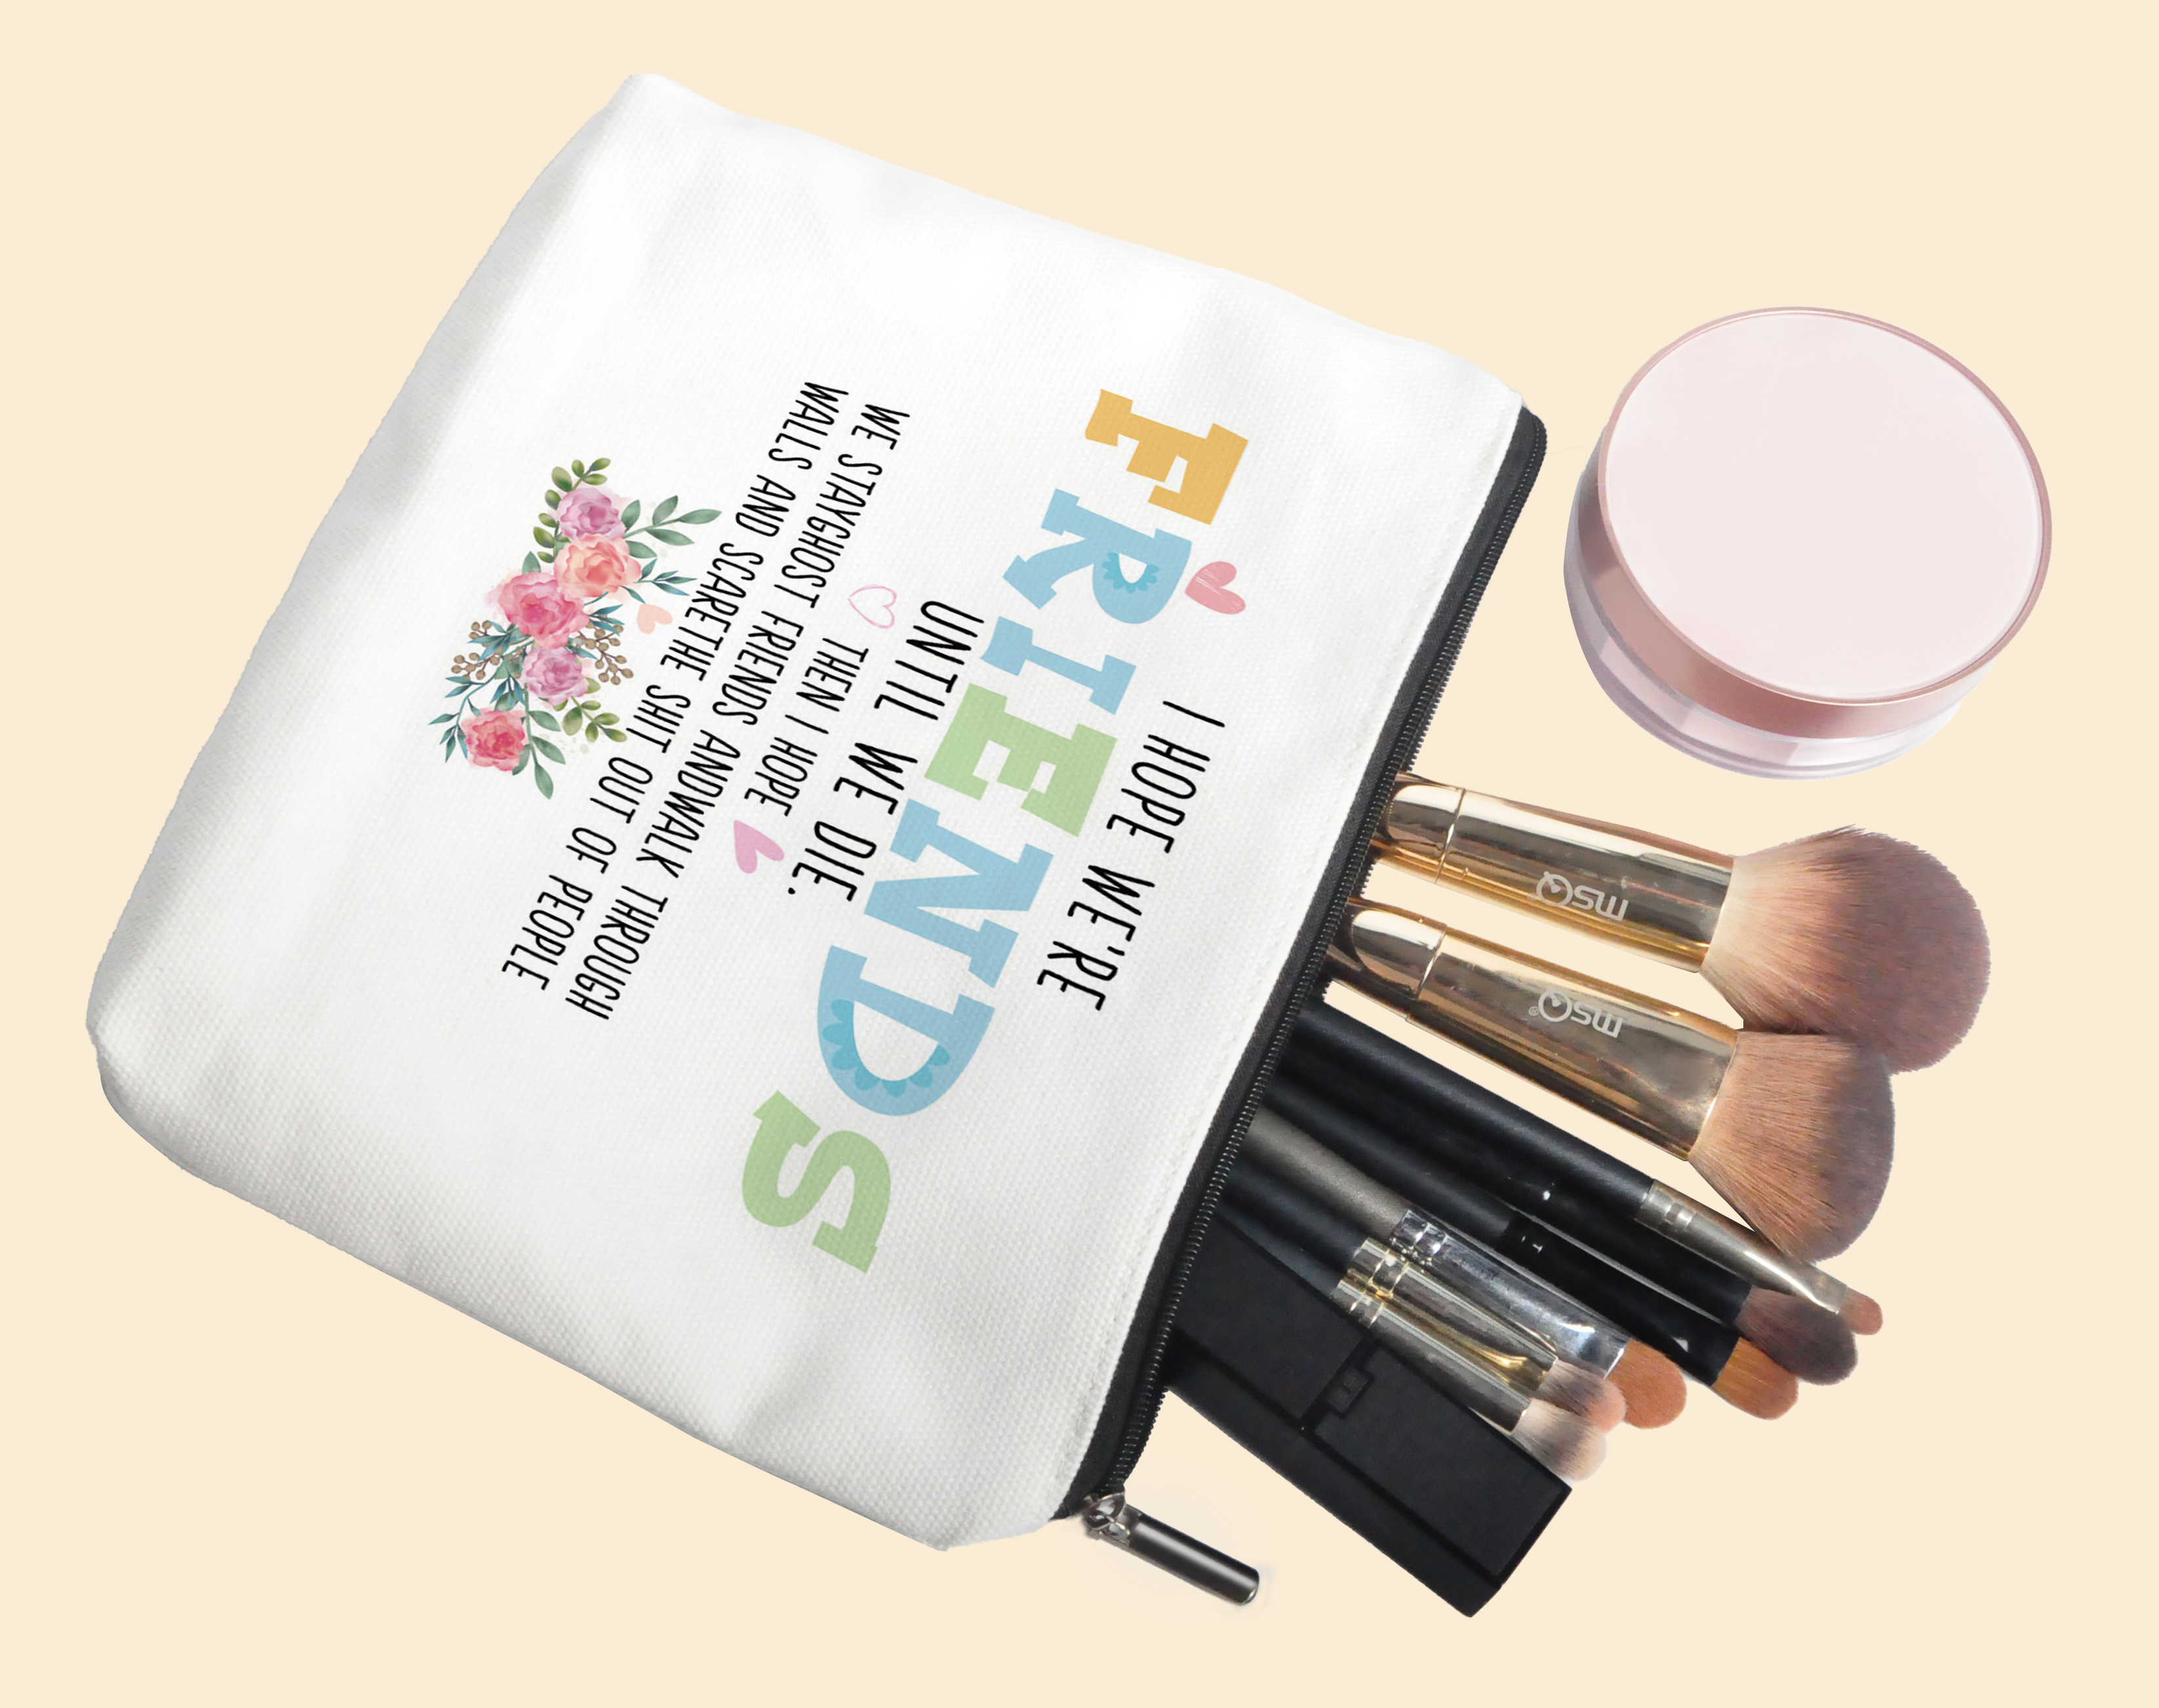 I HOPE WE'RE
FRIENDS
UNTIL WE DIE.
THEN I HOPE
WE STAYGHOST FRIENDS ANDWALK THROUGH
WALLS AND SCARETHE SHIT OUT OF PEOPLE
MSQ
MSQ®